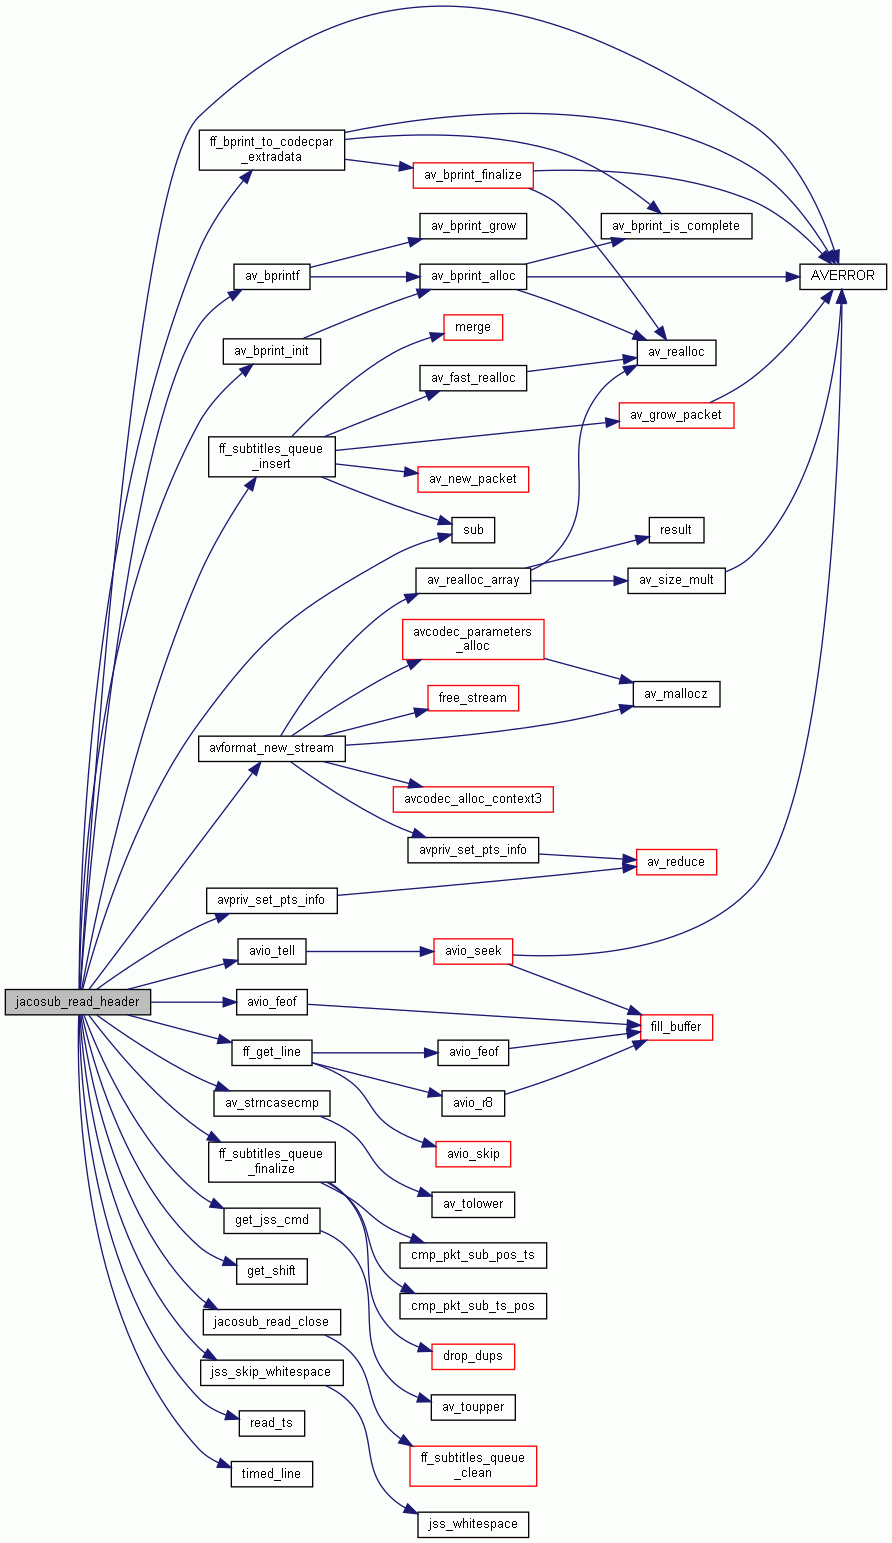 ff_bprint_to_codecpar
_extradata
av_bprint_finalize
av_bprint_grow
av_bprint_is_complete
av_bprintf
av_bprint_alloc
AVERROR
merge
av_bprint_init
av_realloc
av_fast_realloc
av_grow_packet
ff_subtitles_queue
_insert
av_new_packet
sub
result
av_realloc_array
av_size_mult
avcodec_parameters
_alloc
free_stream
av_mallocz
avformat_new_stream
avcodec_alloc_context3
avpriv_set_pts_info
av_reduce
avpriv_set_pts_info
avio_tell
avio_seek
jacosub_read_header
avio_feof
fill_buffer
ff_get_line
avio_feof
av_strncasecmp
avio_r8
ff_subtitles_queue
_finalize
avio_skip
av_tolower
get_jss_cmd
cmp_pkt_sub_pos_ts
get_shift
cmp_pkt_sub_ts_pos
jacosub_read_close
drop_dups
jss_skip_whitespace
av_toupper
read_ts
ff_subtitles_queue
_clean
timed_line
jss_whitespace